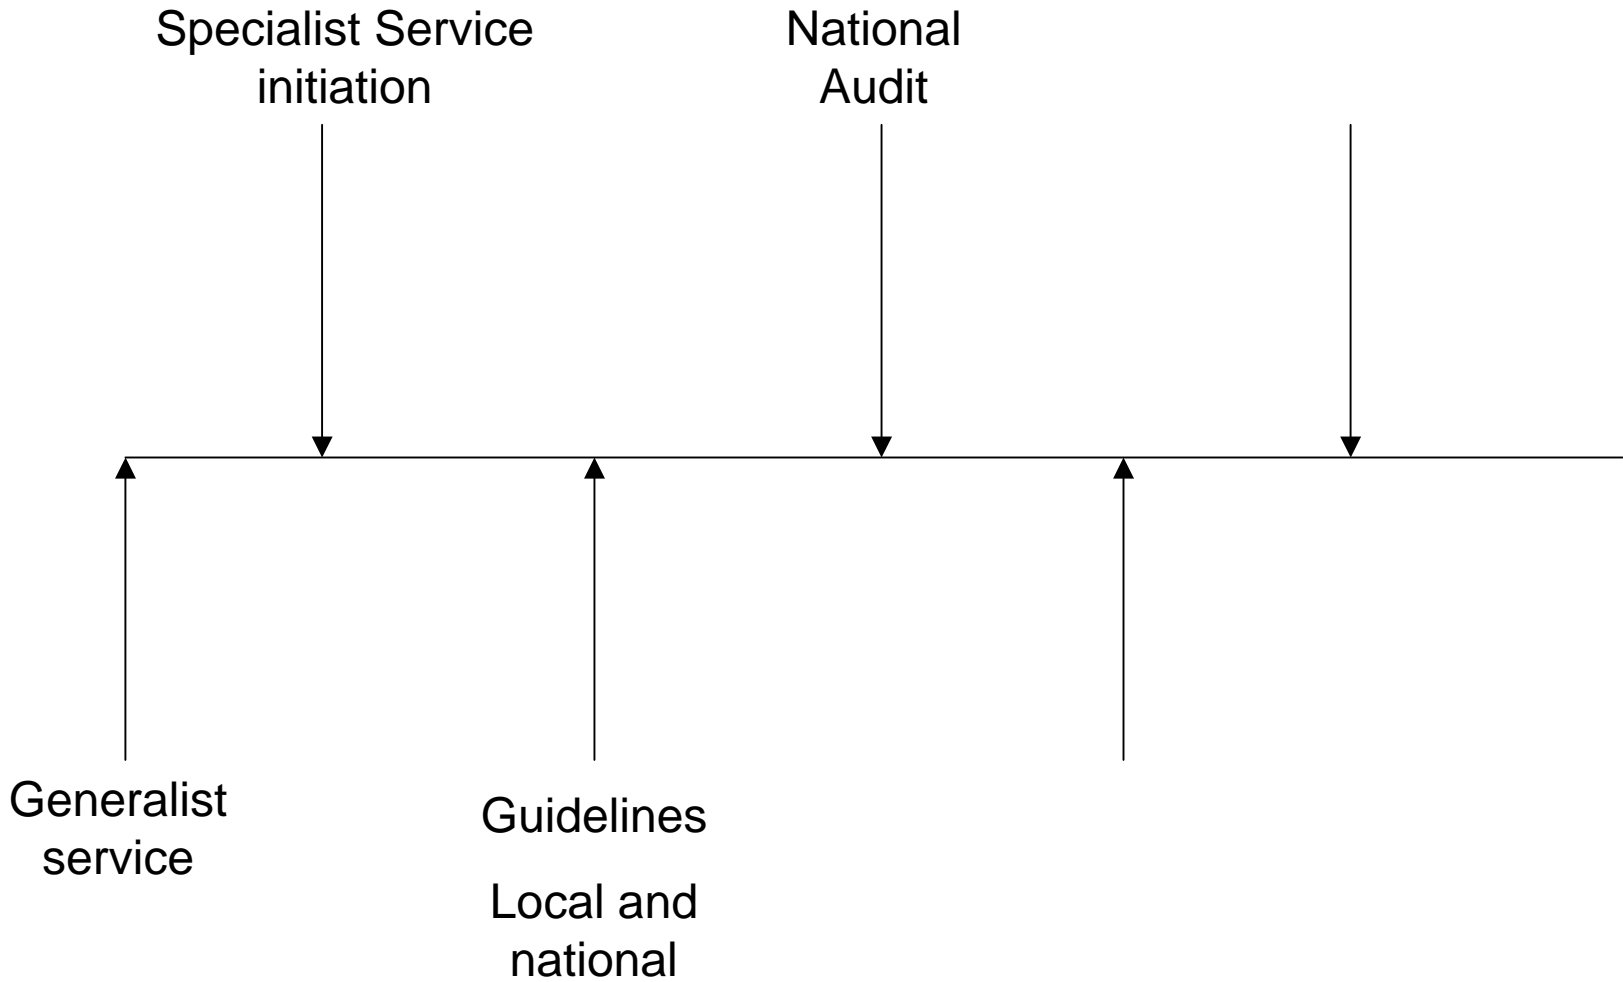 Specialist Service
initiation
National
Audit
Generalist
service
Guidelines
Local and
national